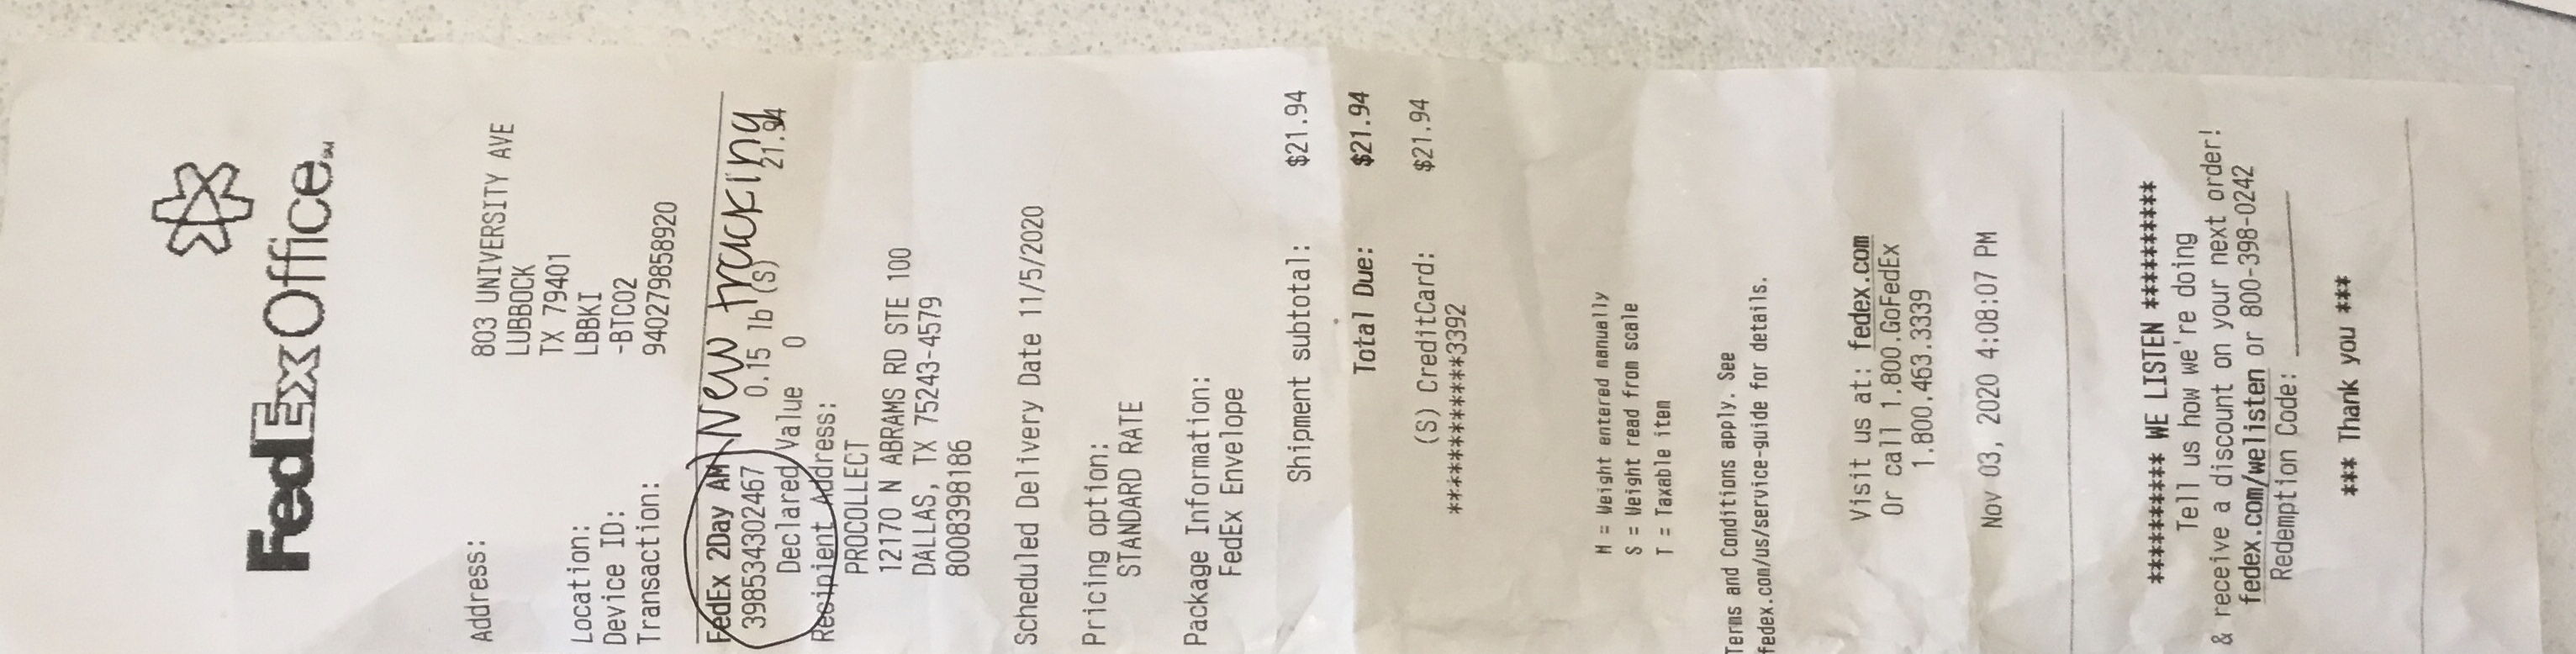 FedEx Office SM
Address: 803 UNIVERSITY AVE
LUBBOCK
TX 79401
Location: LBBKI
Device ID: -BTC02
Transaction: 940279858920
FedEx 2Day AM New tracking
398534302467 0.15 lb (S) 21.94
Declared Value 0
Recipient Address:
PROCOLLECT
12170 N ABRAMS RD STE 100
DALLAS, TX 75243-4579
8008398186
Scheduled Delivery Date 11/5/2020
Pricing option:
STANDARD RATE
Package Information:
FedEx Envelope
Shipment subtotal: $21.94
Total Due: $21.94
(S) CreditCard: $21.94
************3392
M = Weight entered manually
S = Weight read from scale
T = Taxable item
Terms and Conditions apply. See
fedex.com/us/service-guide for details.
Visit us at: fedex.com
Or call 1.800.GoFedEx
1.800.463.3339
Nov 03, 2020 4:08:07 PM
********* WE LISTEN *********
Tell us how we're doing
& receive a discount on your next order!
fedex.com/welisten or 800-398-0242
Redemption Code: ____________
*** Thank you ***